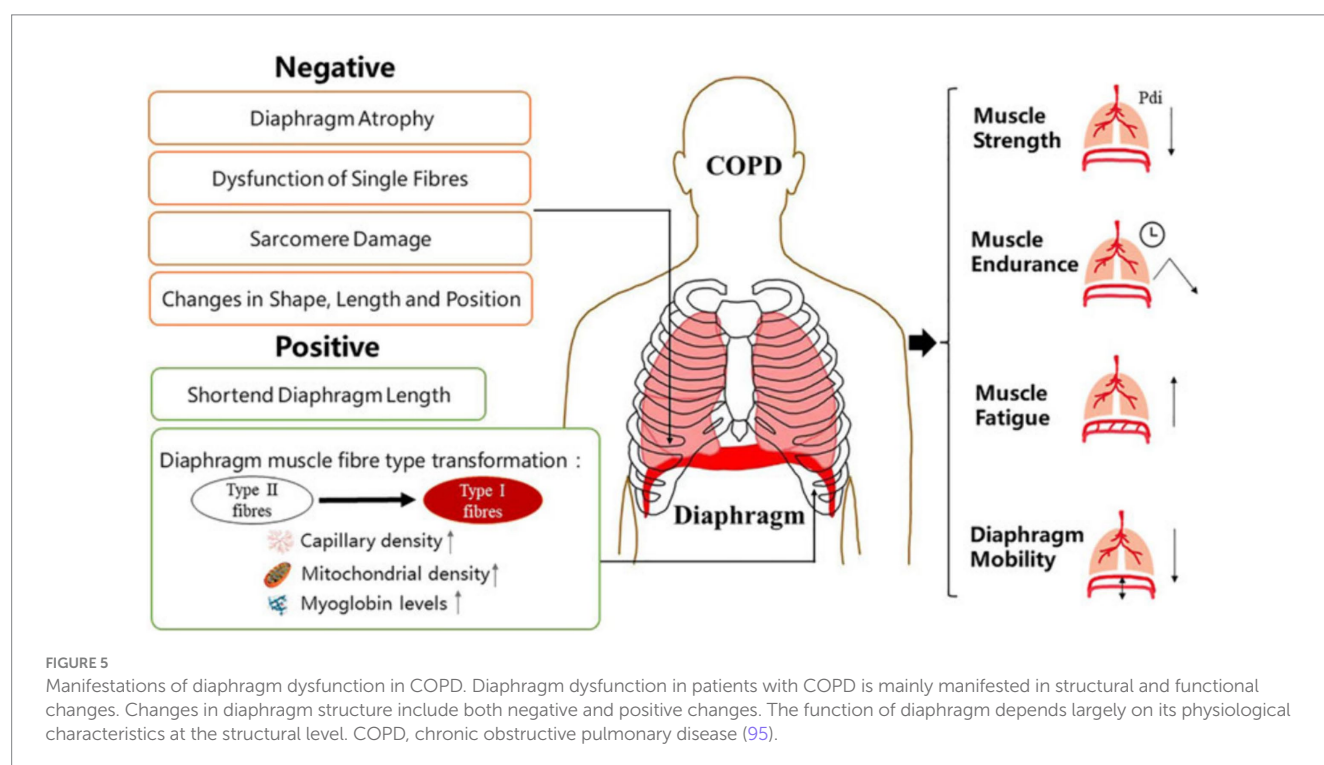 Negative
Diaphragm Atrophy
Dysfunction of Single Fibres
Sarcomere Damage
Changes in Shape, Length and Position
Positive
Shortend Diaphragm Length
Diaphragm muscle fibre type transformation :
Type II
fibres
Type I
fibres
Capillary density ↑
Mitochondrial density ↑
Myoglobin levels ↑
COPD
Diaphragm
Muscle
Strength
Pdi
Muscle
Endurance
Muscle
Fatigue
Diaphragm
Mobility
FIGURE 5
Manifestations of diaphragm dysfunction in COPD. Diaphragm dysfunction in patients with COPD is mainly manifested in structural and functional
changes. Changes in diaphragm structure include both negative and positive changes. The function of diaphragm depends largely on its physiological
characteristics at the structural level. COPD, chronic obstructive pulmonary disease (95).